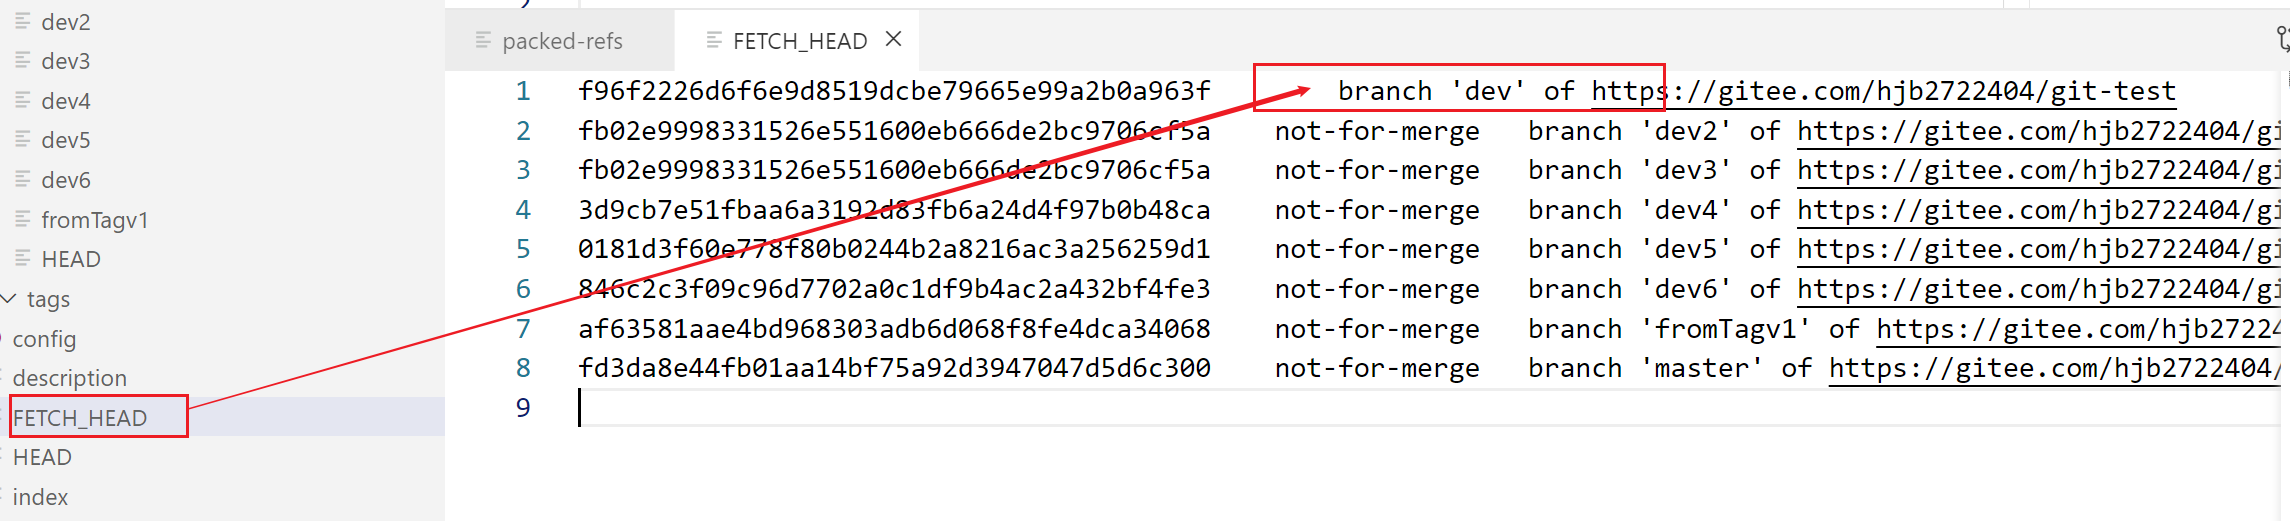 dev2
dev3
dev4
dev5
dev6
fromTagv1
HEAD
tags
config
description
FETCH_HEAD
HEAD
index
packed-refs
FETCH_HEAD
1 f96f2226d6f6e9d8519dcbe79665e99a2b0a963f branch 'dev' of https://gitee.com/hjb2722404/git-test
2 fb02e9998331526e551600eb666de2bc9706cf5a not-for-merge branch 'dev2' of https://gitee.com/hjb2722404/gi
3 fb02e9998331526e551600eb666de2bc9706cf5a not-for-merge branch 'dev3' of https://gitee.com/hjb2722404/gi
4 3d9cb7e51fbaa6a3192d83fb6a24d4f97b0b48ca not-for-merge branch 'dev4' of https://gitee.com/hjb2722404/gi
5 0181d3f60e778f80b0244b2a8216ac3a256259d1 not-for-merge branch 'dev5' of https://gitee.com/hjb2722404/gi
6 846c2c3f09c96d7702a0c1df9b4ac2a432bf4fe3 not-for-merge branch 'dev6' of https://gitee.com/hjb2722404/gi
7 af63581aae4bd968303adb6d068f8fe4dca34068 not-for-merge branch 'fromTagv1' of https://gitee.com/hjb27224
8 fd3da8e44fb01aa14bf75a92d3947047d5d6c300 not-for-merge branch 'master' of https://gitee.com/hjb2722404/
9